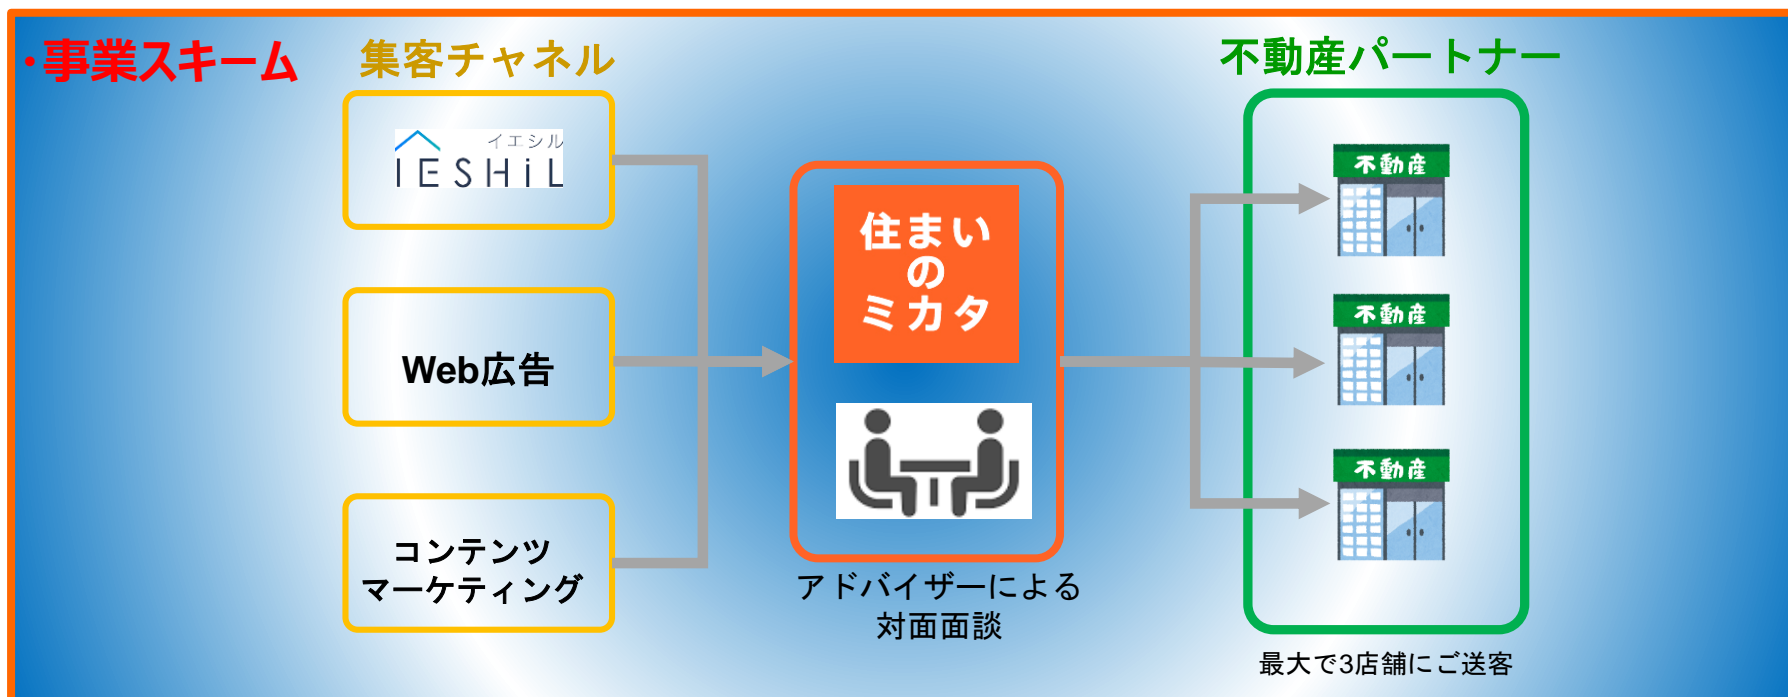 ・事業スキーム
集客チャネル
イエシル
IESHiL
Web広告
コンテンツ
マーケティング
住まい
の
ミカタ
アドバイザーによる
対面面談
不動産パートナー
不動産
不動産
不動産
最大で3店舗にご送客